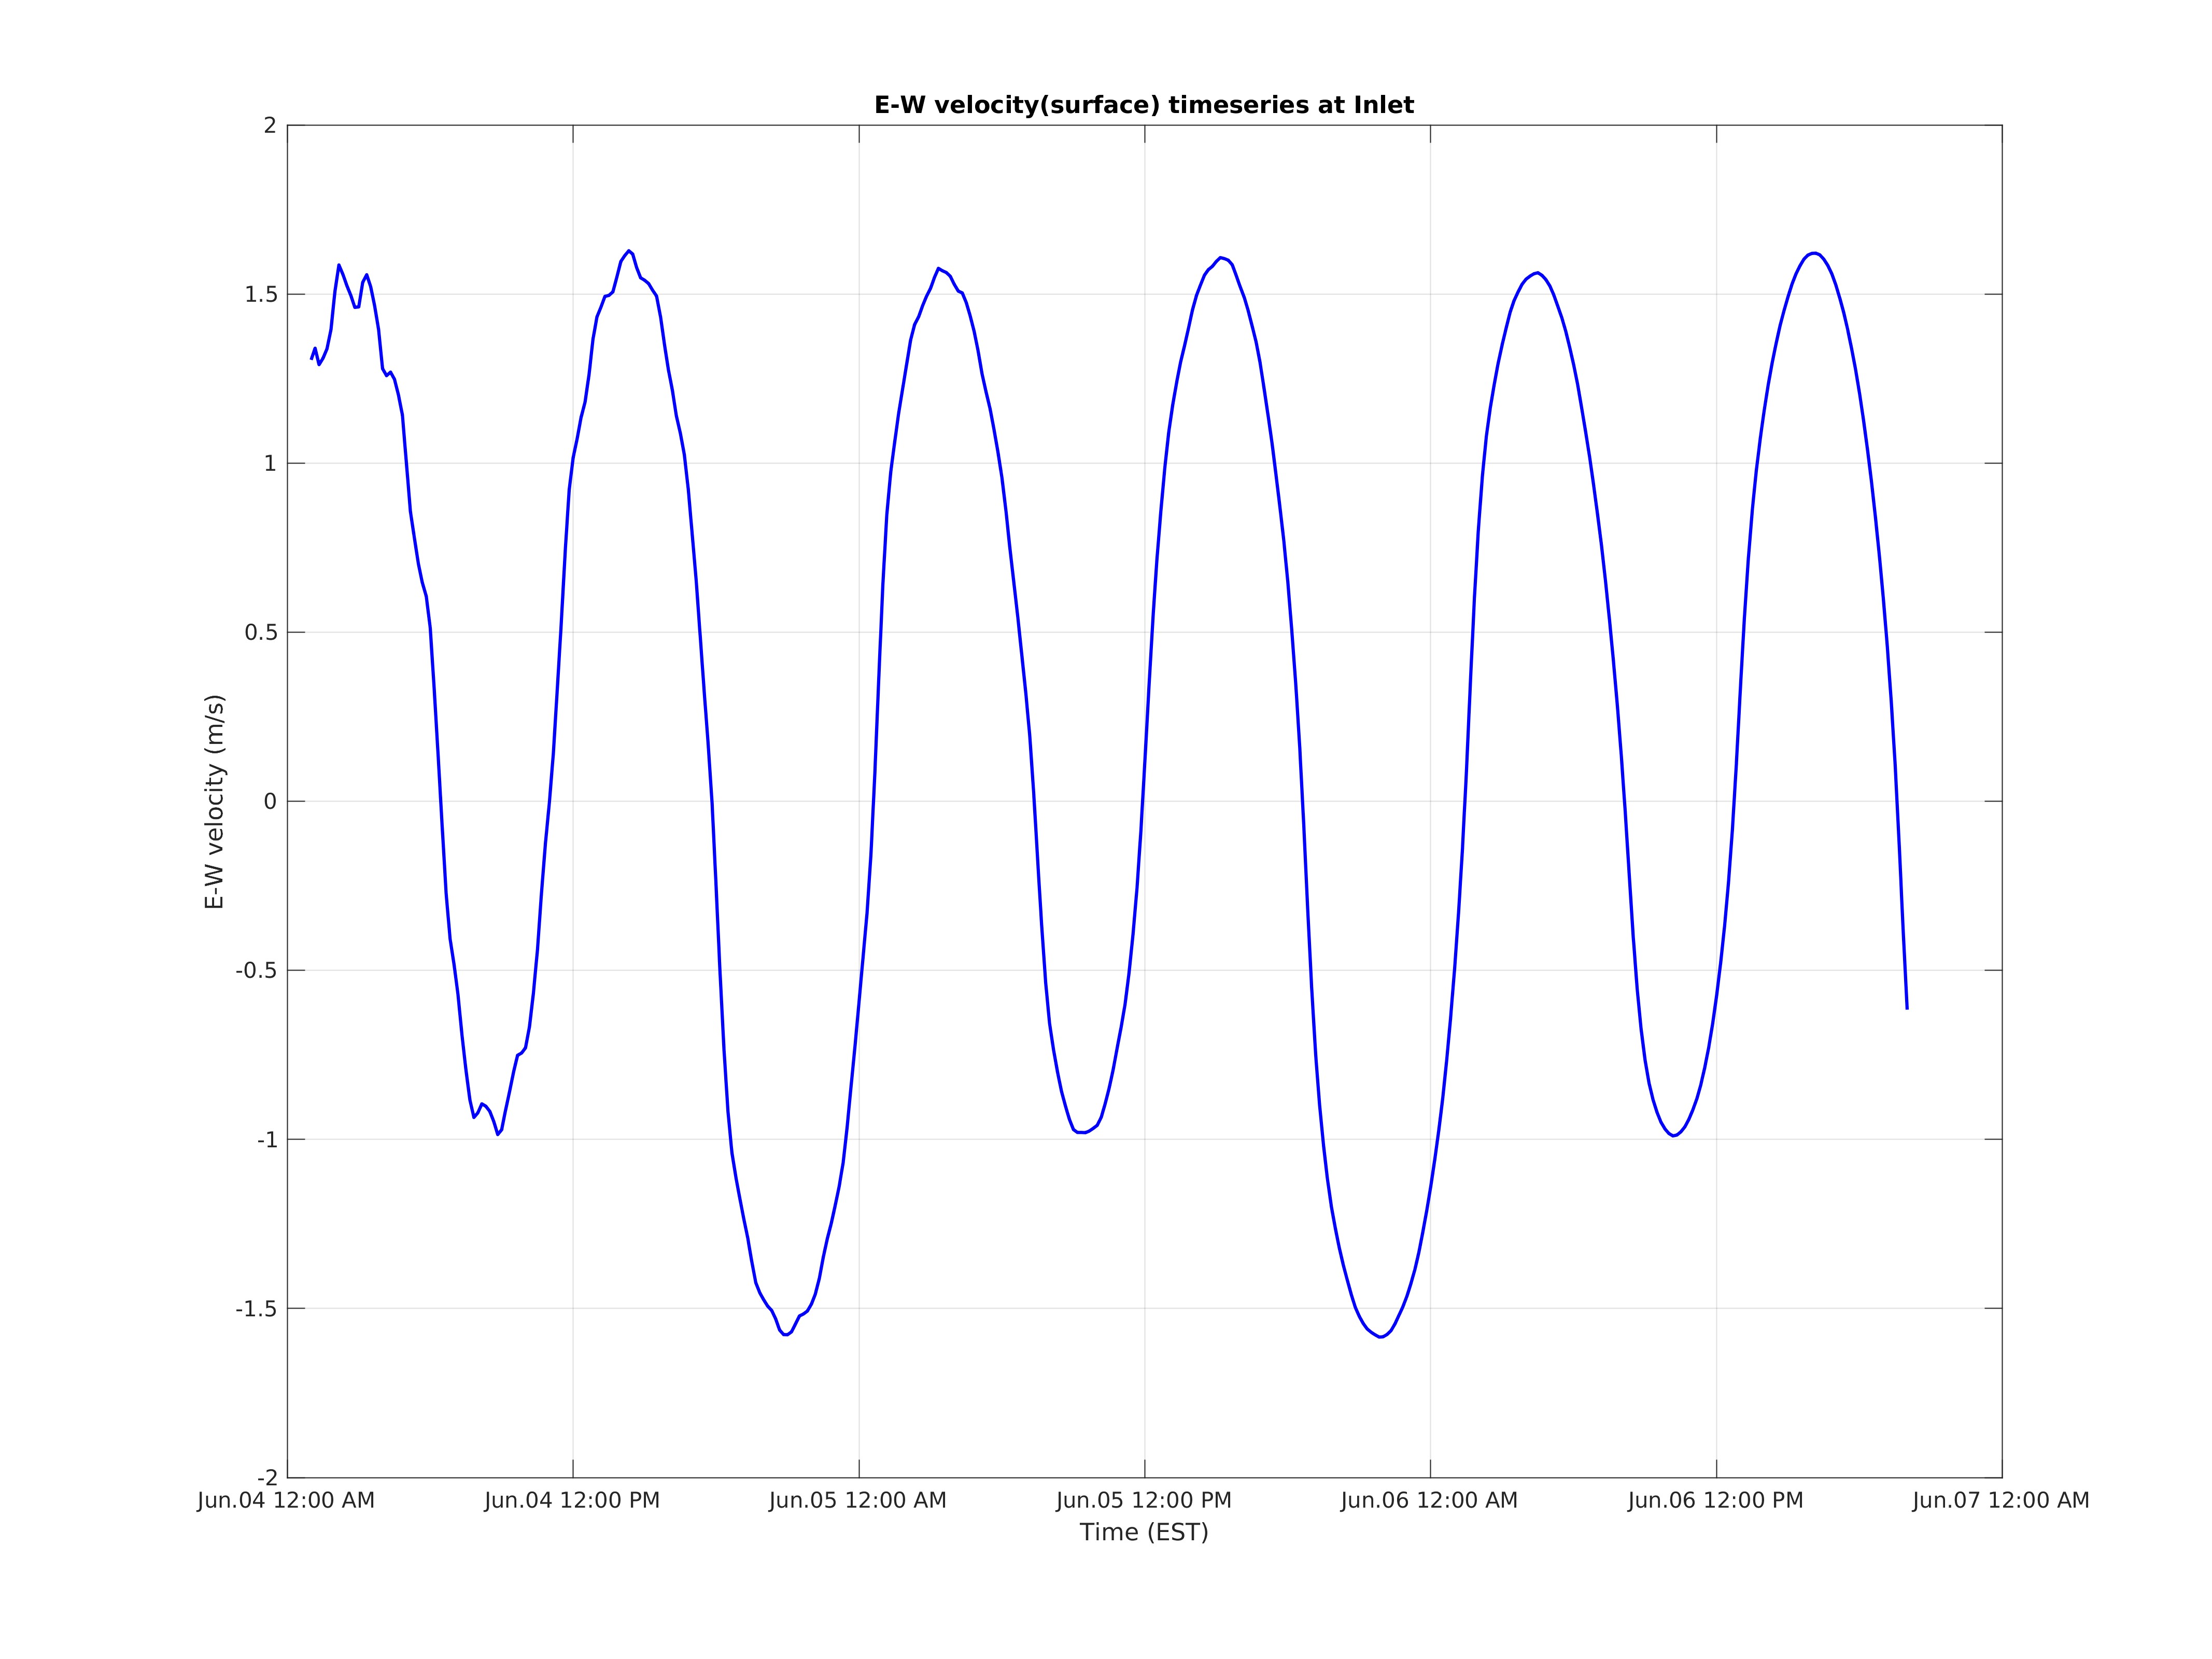 E-W velocity(surface) timeseries at Inlet
2
1.5
1
0.5
0
-0.5
-1
-1.5
-2
E-W velocity (m/s)
Jun.04 12:00 AM Jun.04 12:00 PM Jun.05 12:00 AM Jun.05 12:00 PM Jun.06 12:00 AM Jun.06 12:00 PM Jun.07 12:00 AM
Time (EST)